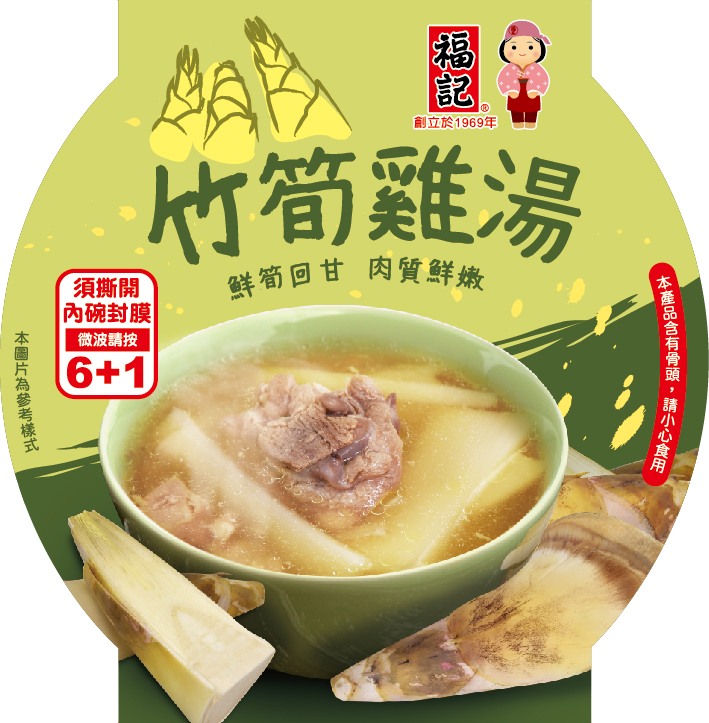 福記®
創立於1969年
竹筍雞湯
鮮筍回甘 肉質鮮嫩
須撕開
內碗封膜
微波請按
6+1
本圖片為參考樣式
本產品含有骨頭，請小心食用